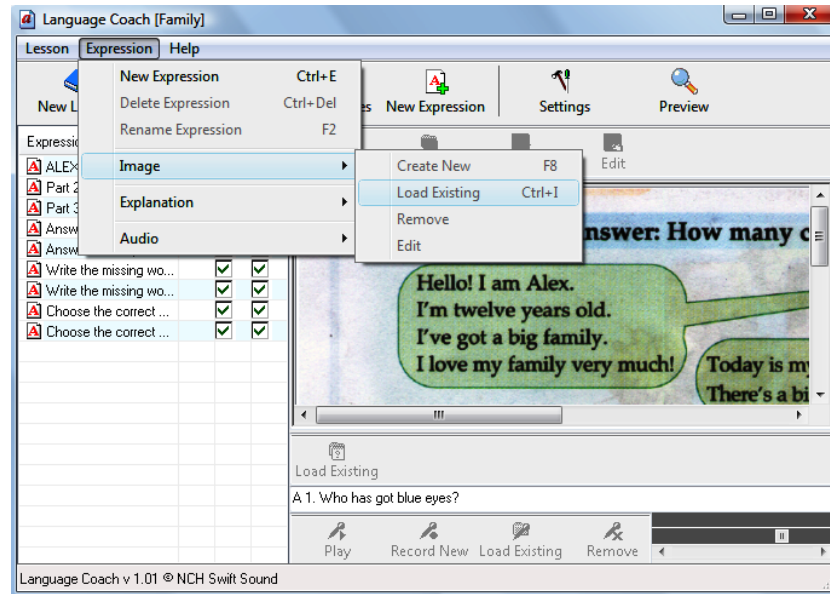 Language Coach [Family]
Lesson Expression Help
New L
es
New Expression
Settings
Preview
New Expression Ctrl+E
Delete Expression Ctrl+Del
Rename Expression F2
Image
Explanation
Audio
Create New F8
Load Existing Ctrl+I
Remove
Edit
Edit
Expressio
ALEX
Part 2
Part 3
Answ
Answ
Write the missing wo...
Write the missing wo...
Choose the correct ...
Choose the correct ...
nswer: How many c
Hello! I am Alex.
I'm twelve years old.
I've got a big family.
I love my family very much!
Today is my
There's a bi
Load Existing
A 1. Who has got blue eyes?
Play Record New Load Existing Remove
Language Coach v 1.01 © NCH Swift Sound